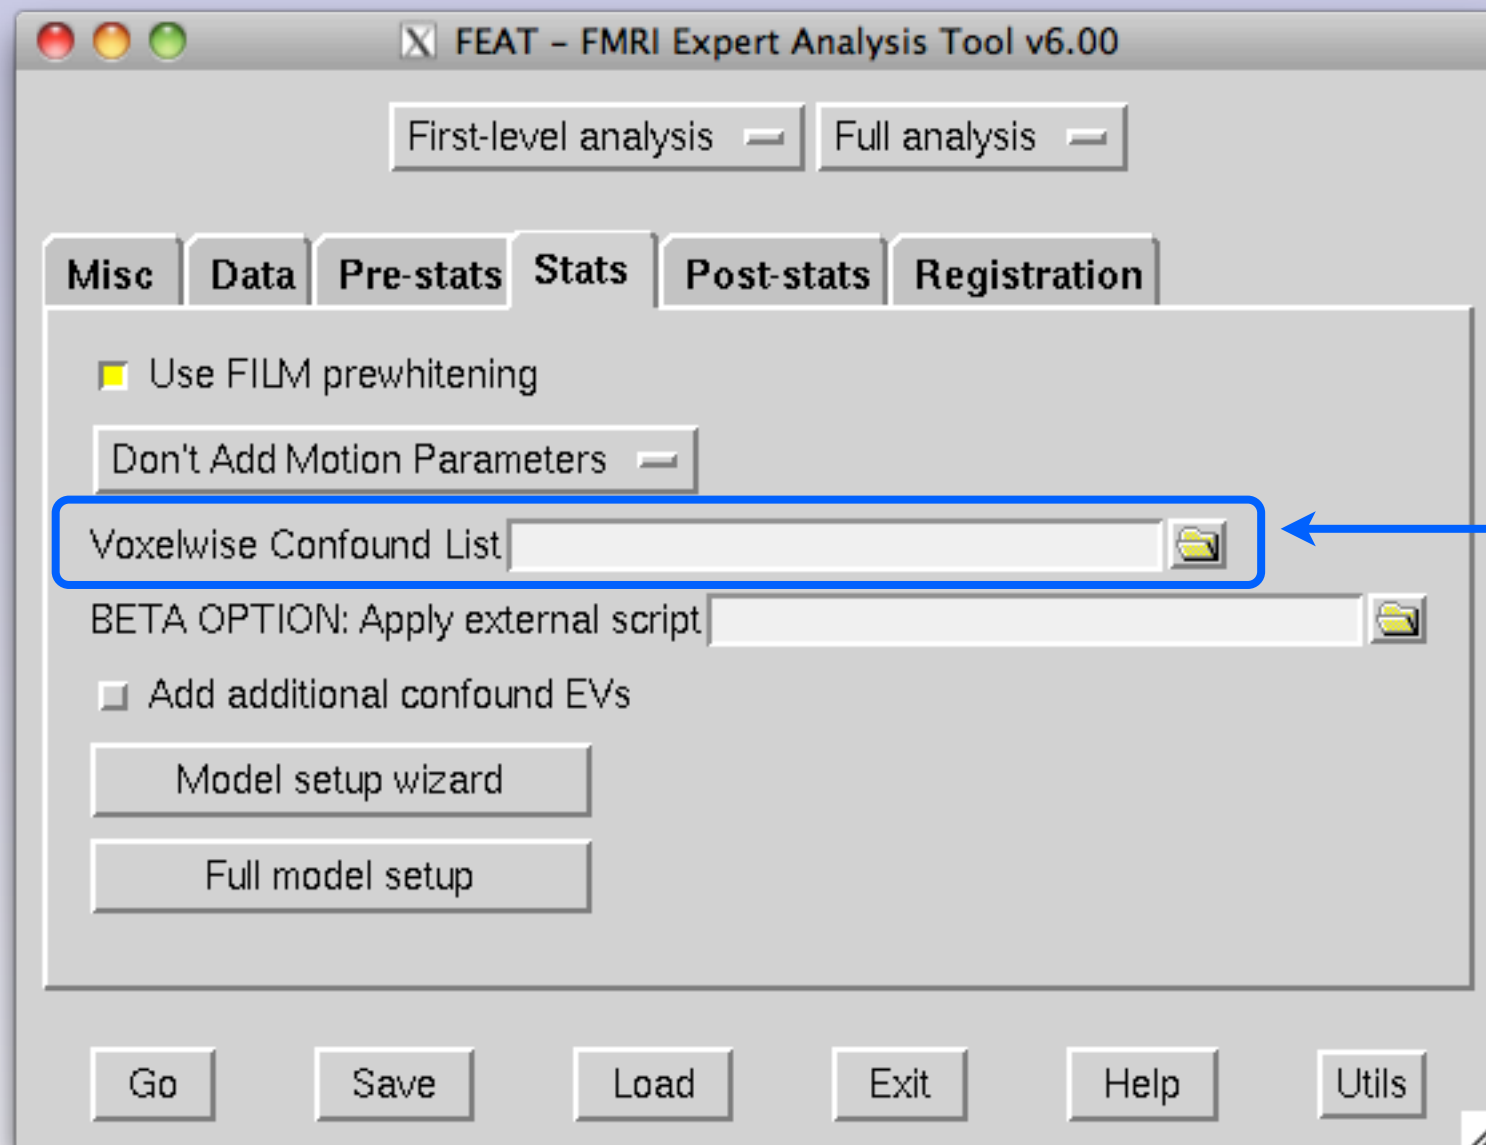 X FEAT – FMRI Expert Analysis Tool v6.00
First-level analysis Full analysis
Misc Data Pre-stats Stats Post-stats Registration
Use FILM prewhitening
Don't Add Motion Parameters
Voxelwise Confound List
BETA OPTION: Apply external script
Add additional confound EVs
Model setup wizard
Full model setup
Go Save Load Exit Help Utils